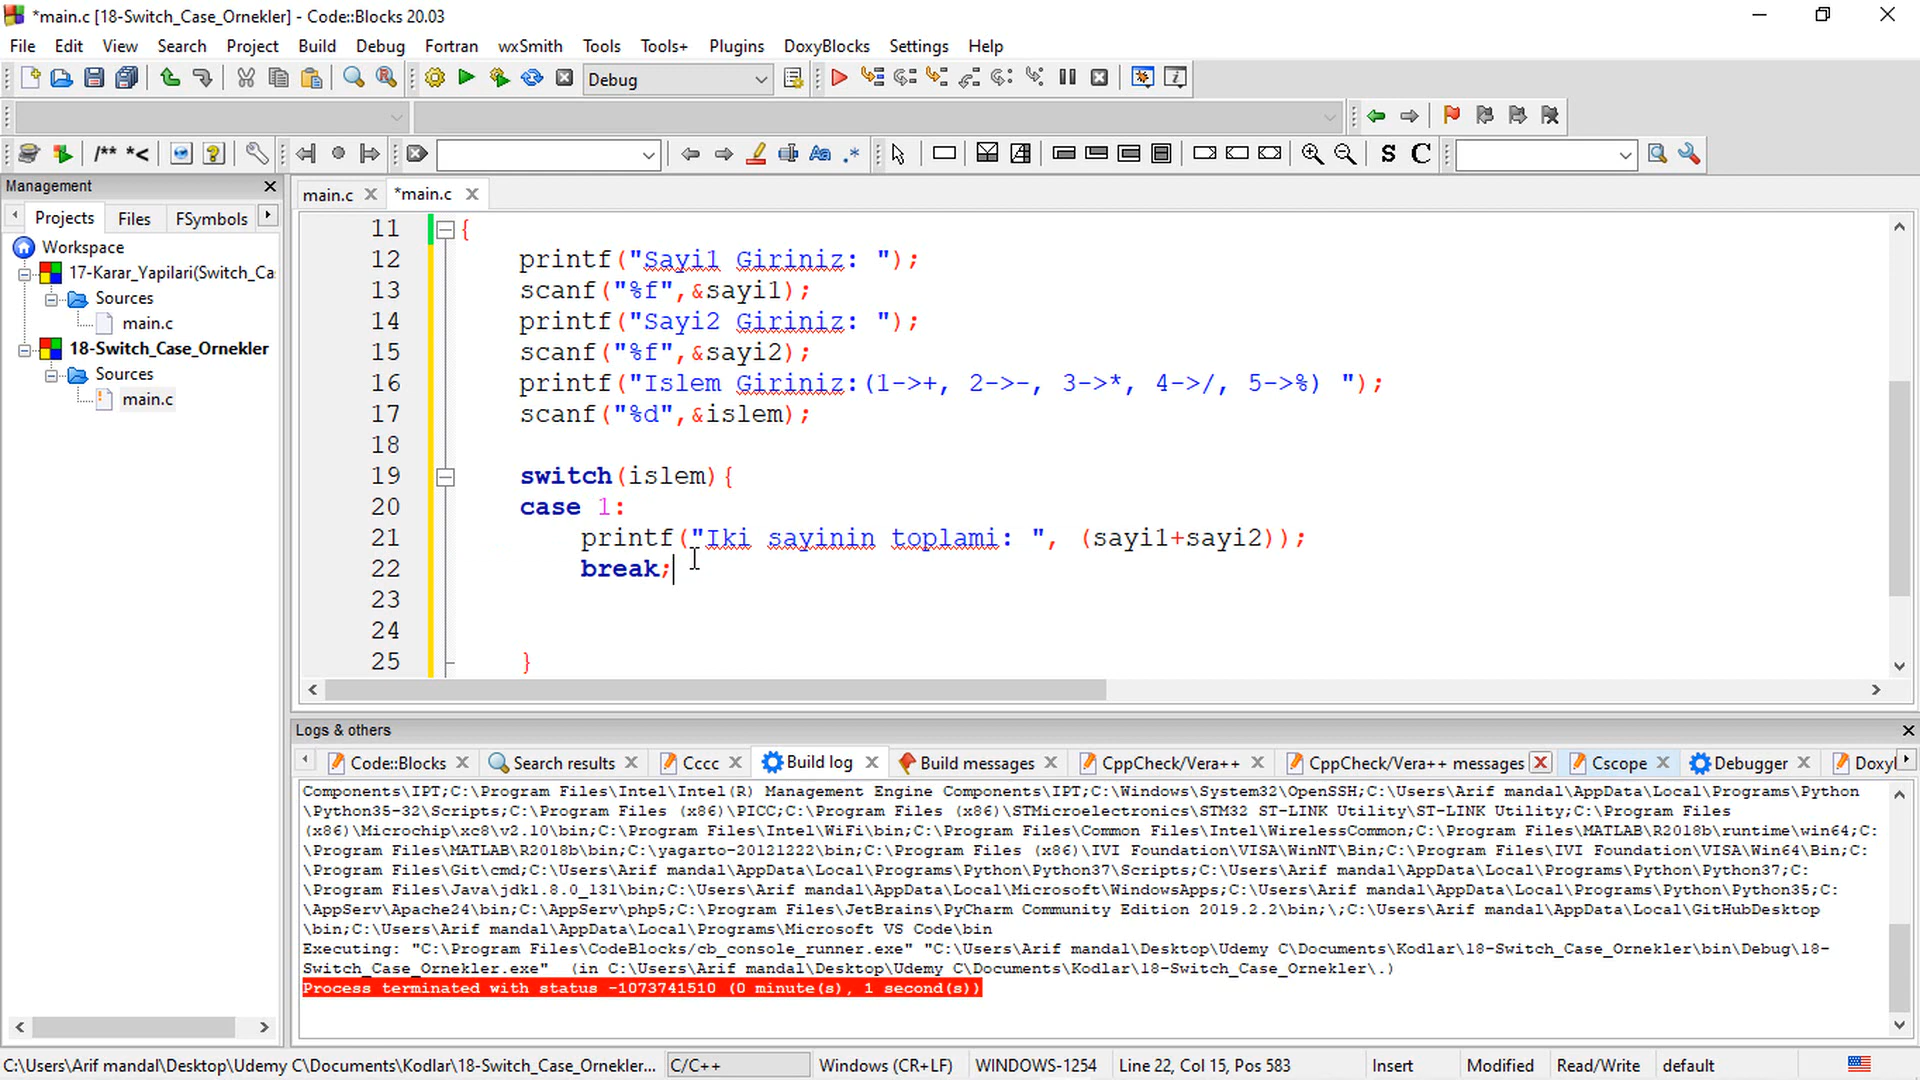 *main.c [18-Switch_Case_Ornekler] - Code::Blocks 20.03
File Edit View Search Project Build Debug Fortran wxSmith Tools Tools+ Plugins DoxyBlocks Settings Help
Debug
/** *<
S C
Management
main.c *main.c
Projects Files FSymbols
Workspace
17-Karar_Yapilari(Switch_Ca
Sources
main.c
18-Switch_Case_Ornekler
Sources
main.c
11 {
12 printf("Sayi1 Giriniz: ");
13 scanf("%f",&sayi1);
14 printf("Sayi2 Giriniz: ");
15 scanf("%f",&sayi2);
16 printf("Islem Giriniz:(1->+, 2->-, 3->*, 4->/, 5->%) ");
17 scanf("%d",&islem);
18
19 switch(islem){
20 case 1:
21 printf("Iki sayinin toplami: ", (sayi1+sayi2));
22 break;
23
24
25 }
Logs & others
Code::Blocks Search results Cccc Build log Build messages CppCheck/Vera++ CppCheck/Vera++ messages Cscope Debugger Doxyl
Components\IPT;C:\Program Files\Intel\Intel(R) Management Engine Components\IPT;C:\Windows\System32\OpenSSH;C:\Users\Arif mandal\AppData\Local\Programs\Python
\Python35-32\Scripts;C:\Program Files (x86)\PICC;C:\Program Files (x86)\STMicroelectronics\STM32 ST-LINK Utility\ST-LINK Utility;C:\Program Files
(x86)\Microchip\xc8\v2.10\bin;C:\Program Files\Intel\WiFi\bin;C:\Program Files\Common Files\Intel\WirelessCommon;C:\Program Files\MATLAB\R2018b\runtime\win64;C:
\Program Files\MATLAB\R2018b\bin;C:\yagarto-20121222\bin;C:\Program Files (x86)\IVI Foundation\VISA\WinNT\Bin;C:\Program Files\IVI Foundation\VISA\Win64\Bin;C:
\Program Files\Git\cmd;C:\Users\Arif mandal\AppData\Local\Programs\Python\Python37\Scripts;C:\Users\Arif mandal\AppData\Local\Programs\Python\Python37;C:
\Program Files\Java\jdk1.8.0_131\bin;C:\Users\Arif mandal\AppData\Local\Microsoft\WindowsApps;C:\Users\Arif mandal\AppData\Local\Programs\Python\Python35;C:
\AppServ\Apache24\bin;C:\AppServ\php5;C:\Program Files\JetBrains\PyCharm Community Edition 2019.2.2\bin;\;C:\Users\Arif mandal\AppData\Local\GitHubDesktop
\bin;C:\Users\Arif mandal\AppData\Local\Programs\Microsoft VS Code\bin
Executing: "C:\Program Files\CodeBlocks/cb_console_runner.exe" "C:\Users\Arif mandal\Desktop\Udemy C\Documents\Kodlar\18-Switch_Case_Ornekler\bin\Debug\18-
Switch_Case_Ornekler.exe" (in C:\Users\Arif mandal\Desktop\Udemy C\Documents\Kodlar\18-Switch_Case_Ornekler\.)
Process terminated with status -1073741510 (0 minute(s), 1 second(s))
C:\Users\Arif mandal\Desktop\Udemy C\Documents\Kodlar\18-Switch_Case_Ornekler... C/C++ Windows (CR+LF) WINDOWS-1254 Line 22, Col 15, Pos 583 Insert Modified Read/Write default